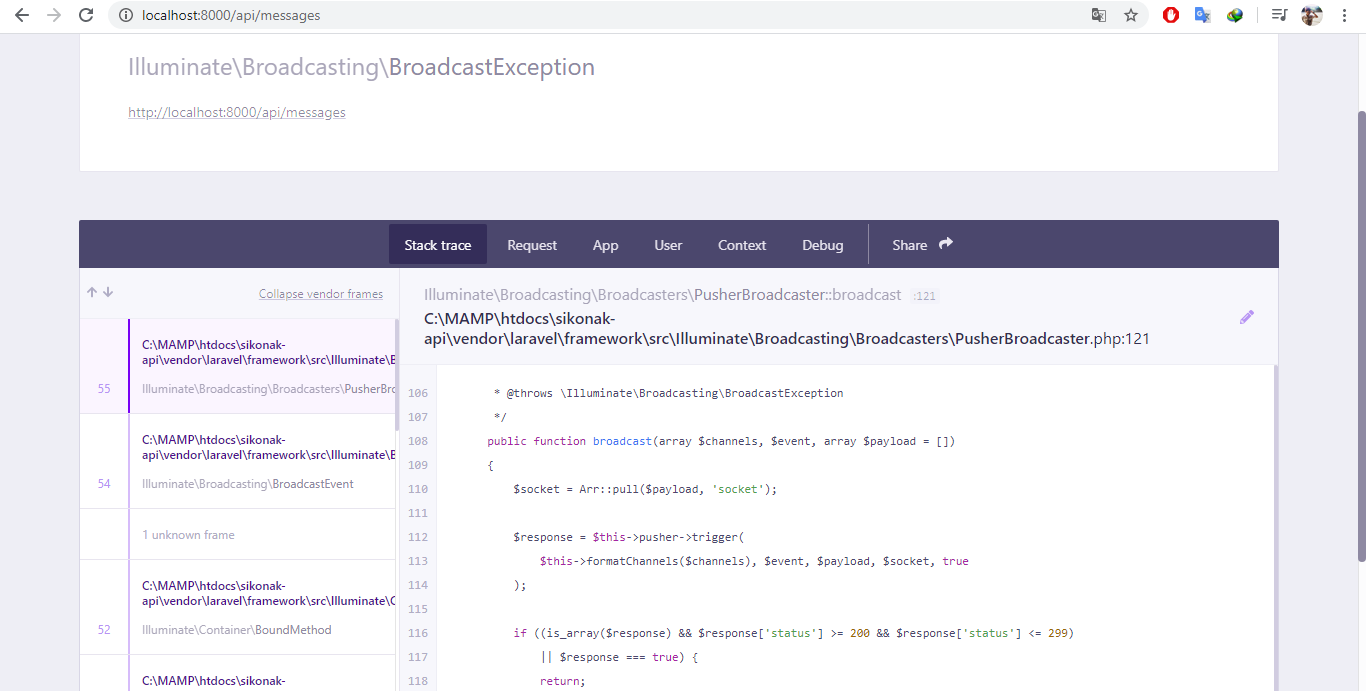 localhost:8000/api/messages
Illuminate\Broadcasting\BroadcastException
http://localhost:8000/api/messages
Stack trace Request App User Context Debug Share
Collapse vendor frames
C:\MAMP\htdocs\sikonak-
api\vendor\laravel\framework\src\Illuminate\B
55 Illuminate\Broadcasting\Broadcasters\PusherBro
C:\MAMP\htdocs\sikonak-
api\vendor\laravel\framework\src\Illuminate\B
54 Illuminate\Broadcasting\BroadcastEvent
1 unknown frame
C:\MAMP\htdocs\sikonak-
api\vendor\laravel\framework\src\Illuminate\C
52 Illuminate\Container\BoundMethod
C:\MAMP\htdocs\sikonak-
Illuminate\Broadcasting\Broadcasters\PusherBroadcaster::broadcast :121
C:\MAMP\htdocs\sikonak-
api\vendor\laravel\framework\src\Illuminate\Broadcasting\Broadcasters\PusherBroadcaster.php:121
106 * @throws \Illuminate\Broadcasting\BroadcastException
107 */
108 public function broadcast(array $channels, $event, array $payload = [])
109 {
110 $socket = Arr::pull($payload, 'socket');
111
112 $response = $this->pusher->trigger(
113 $this->formatChannels($channels), $event, $payload, $socket, true
114 );
115
116 if ((is_array($response) && $response['status'] >= 200 && $response['status'] <= 299)
117 || $response === true) {
118 return;